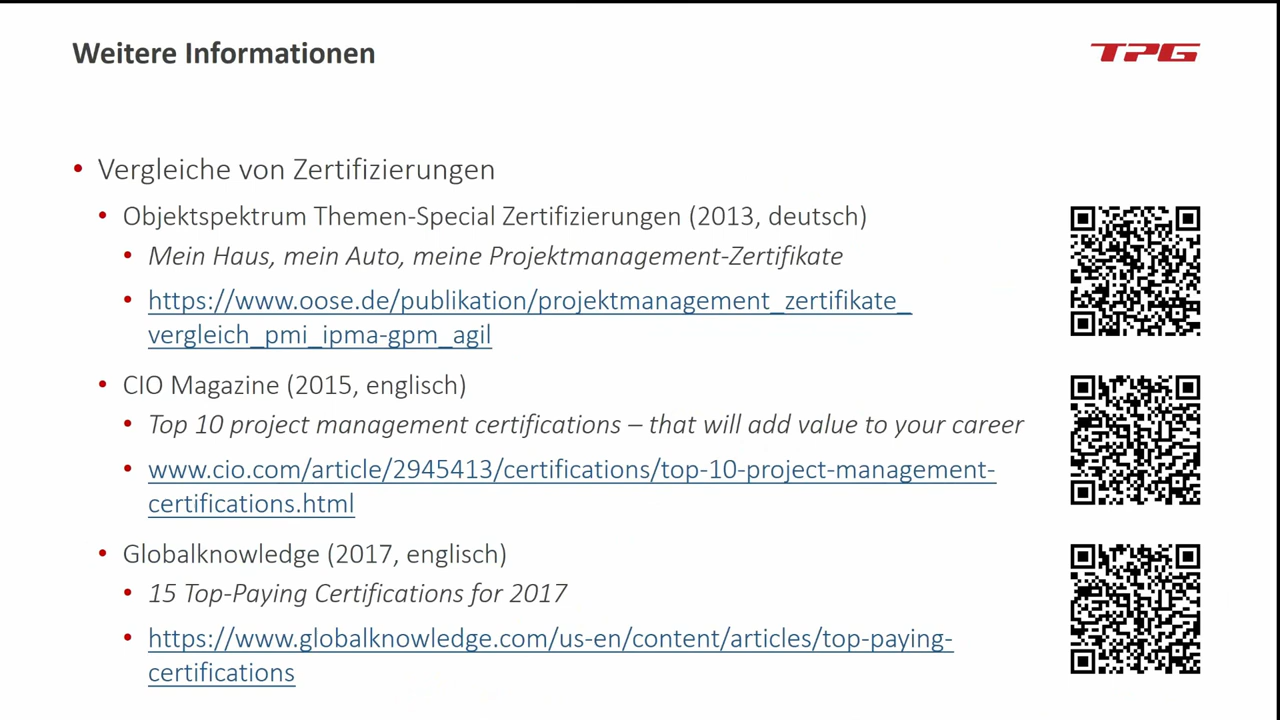 Weitere Informationen
TPG
• Vergleiche von Zertifizierungen
• Objektspektrum Themen-Special Zertifizierungen (2013, deutsch)
• Mein Haus, mein Auto, meine Projektmanagement-Zertifikate
• https://www.oose.de/publikation/projektmanagement_zertifikate_
vergleich_pmi_ipma-gpm_agil
• CIO Magazine (2015, englisch)
• Top 10 project management certifications – that will add value to your career
• www.cio.com/article/2945413/certifications/top-10-project-management-
certifications.html
• Globalknowledge (2017, englisch)
• 15 Top-Paying Certifications for 2017
• https://www.globalknowledge.com/us-en/content/articles/top-paying-
certifications